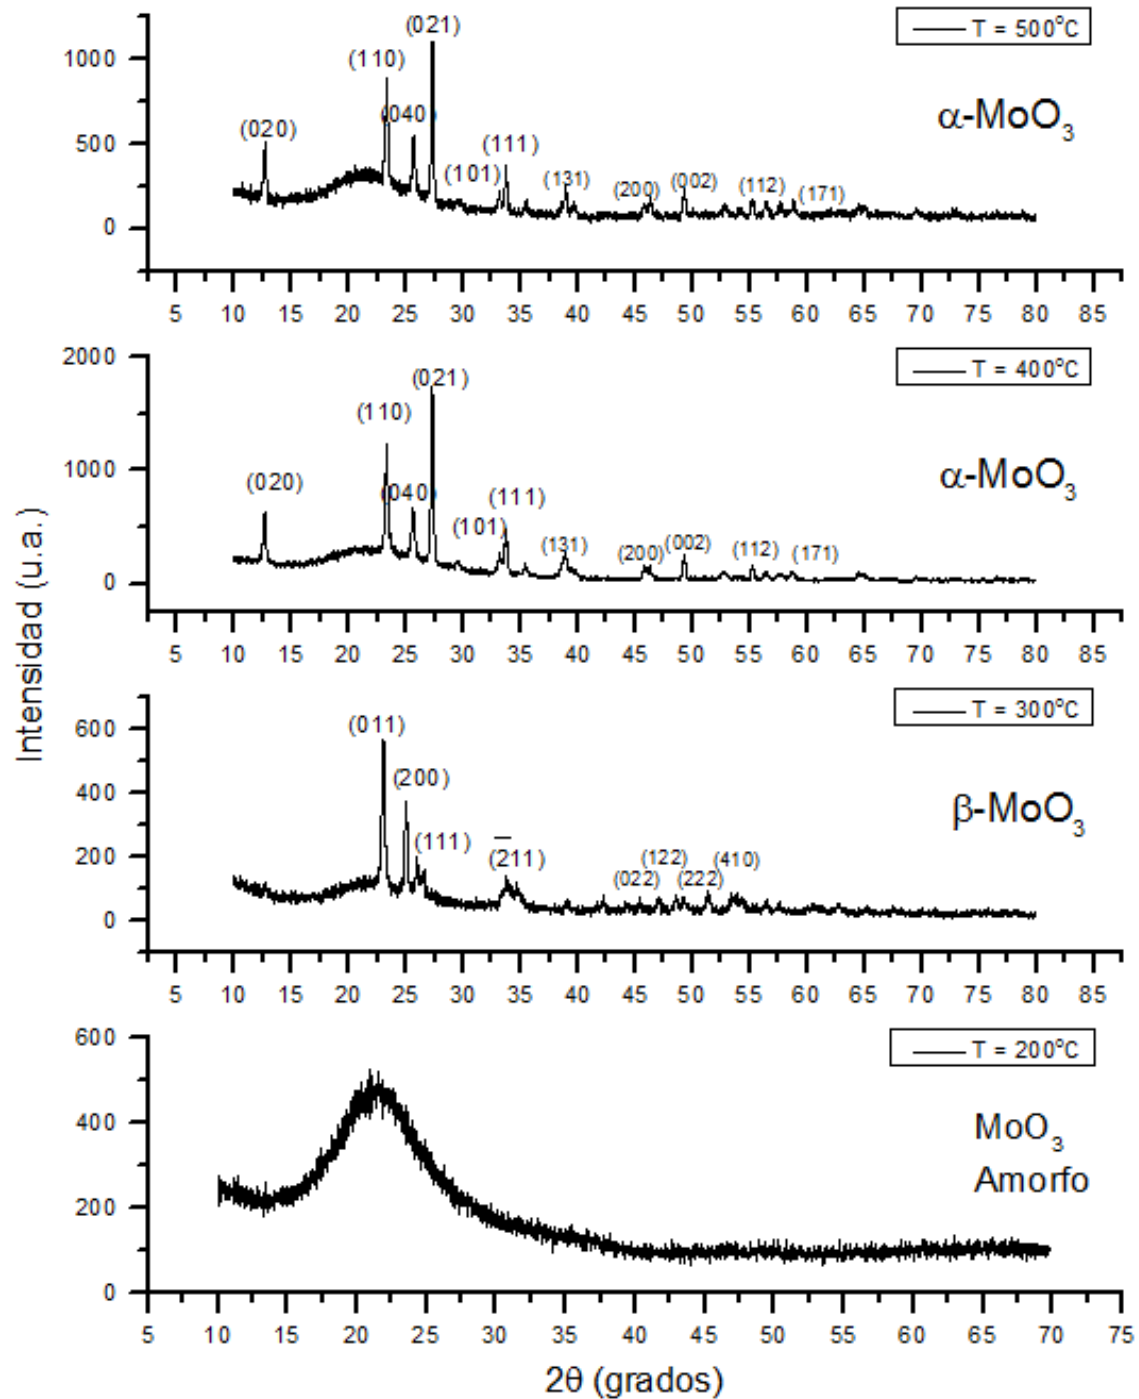 Intensidad (u.a.)
T = 500°C
α-MoO₃
(020)
(110)
(040)
(021)
(101)
(111)
(131)
(200)
(002)
(112)
(171)
1000
500
0
5 10 15 20 25 30 35 40 45 50 55 60 65 70 75 80 85
T = 400°C
α-MoO₃
(020)
(110)
(040)
(021)
(101)
(111)
(131)
(200)
(002)
(112)
(171)
2000
1000
0
5 10 15 20 25 30 35 40 45 50 55 60 65 70 75 80 85
T = 300°C
β-MoO₃
(011)
(200)
(111)
(2̅11)
(022)
(122)
(222)
(410)
600
400
200
0
5 10 15 20 25 30 35 40 45 50 55 60 65 70 75 80 85
T = 200°C
MoO₃
Amorfo
600
400
200
0
5 10 15 20 25 30 35 40 45 50 55 60 65 70 75
2θ (grados)